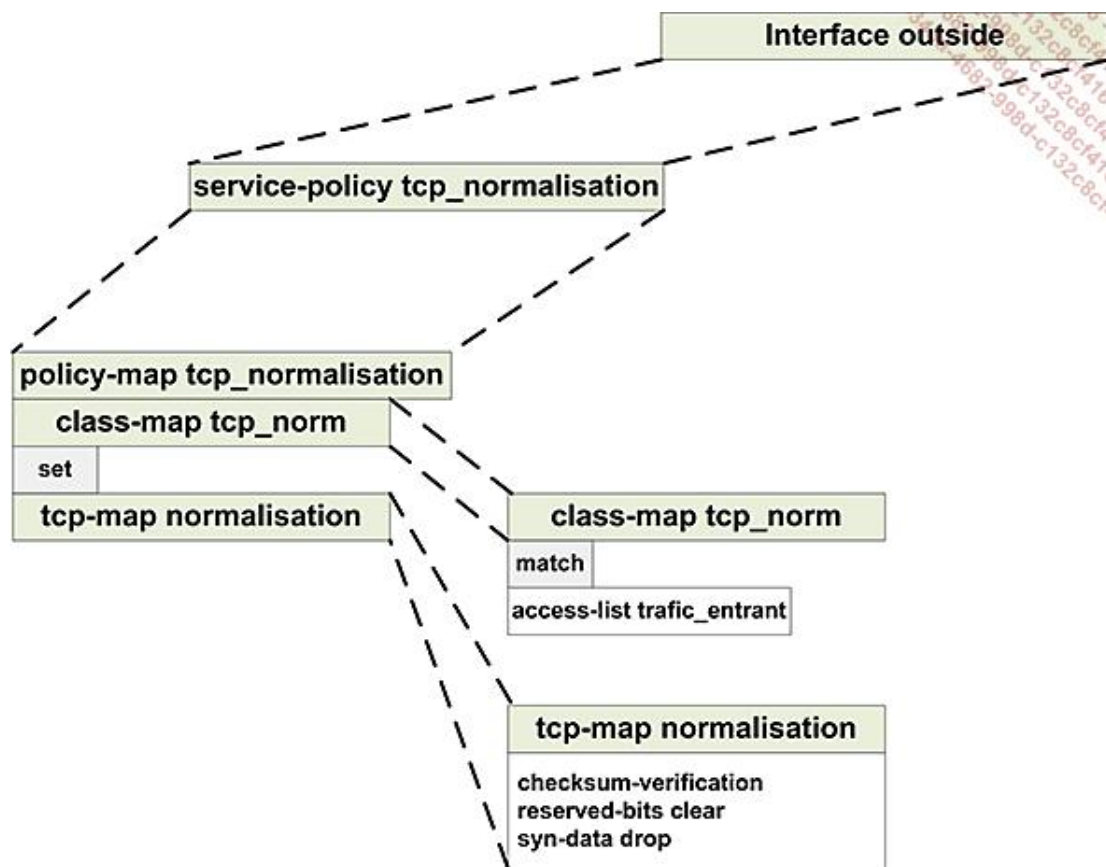 Interface outside
service-policy tcp_normalisation
policy-map tcp_normalisation
class-map tcp_norm
set
tcp-map normalisation
class-map tcp_norm
match
access-list trafic_entrant
tcp-map normalisation
checksum-verification
reserved-bits clear
syn-data drop